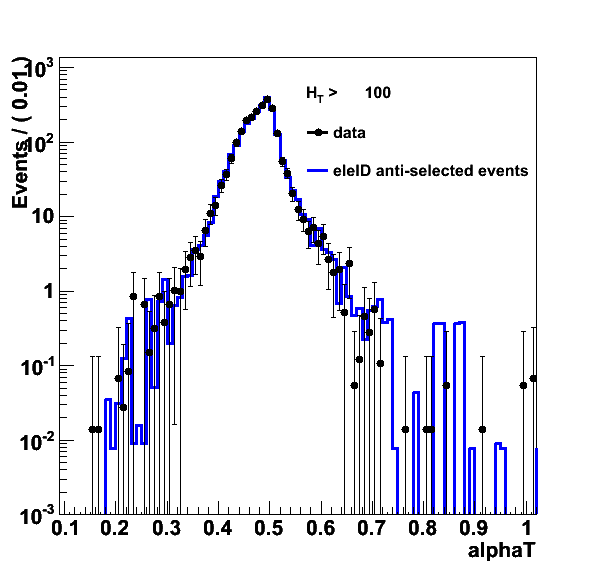 Events / ( 0.01 )
10³
10²
10
1
10⁻¹
10⁻²
10⁻³
H_T > 100
data
eleID anti-selected events
0.1 0.2 0.3 0.4 0.5 0.6 0.7 0.8 0.9 1
alphaT